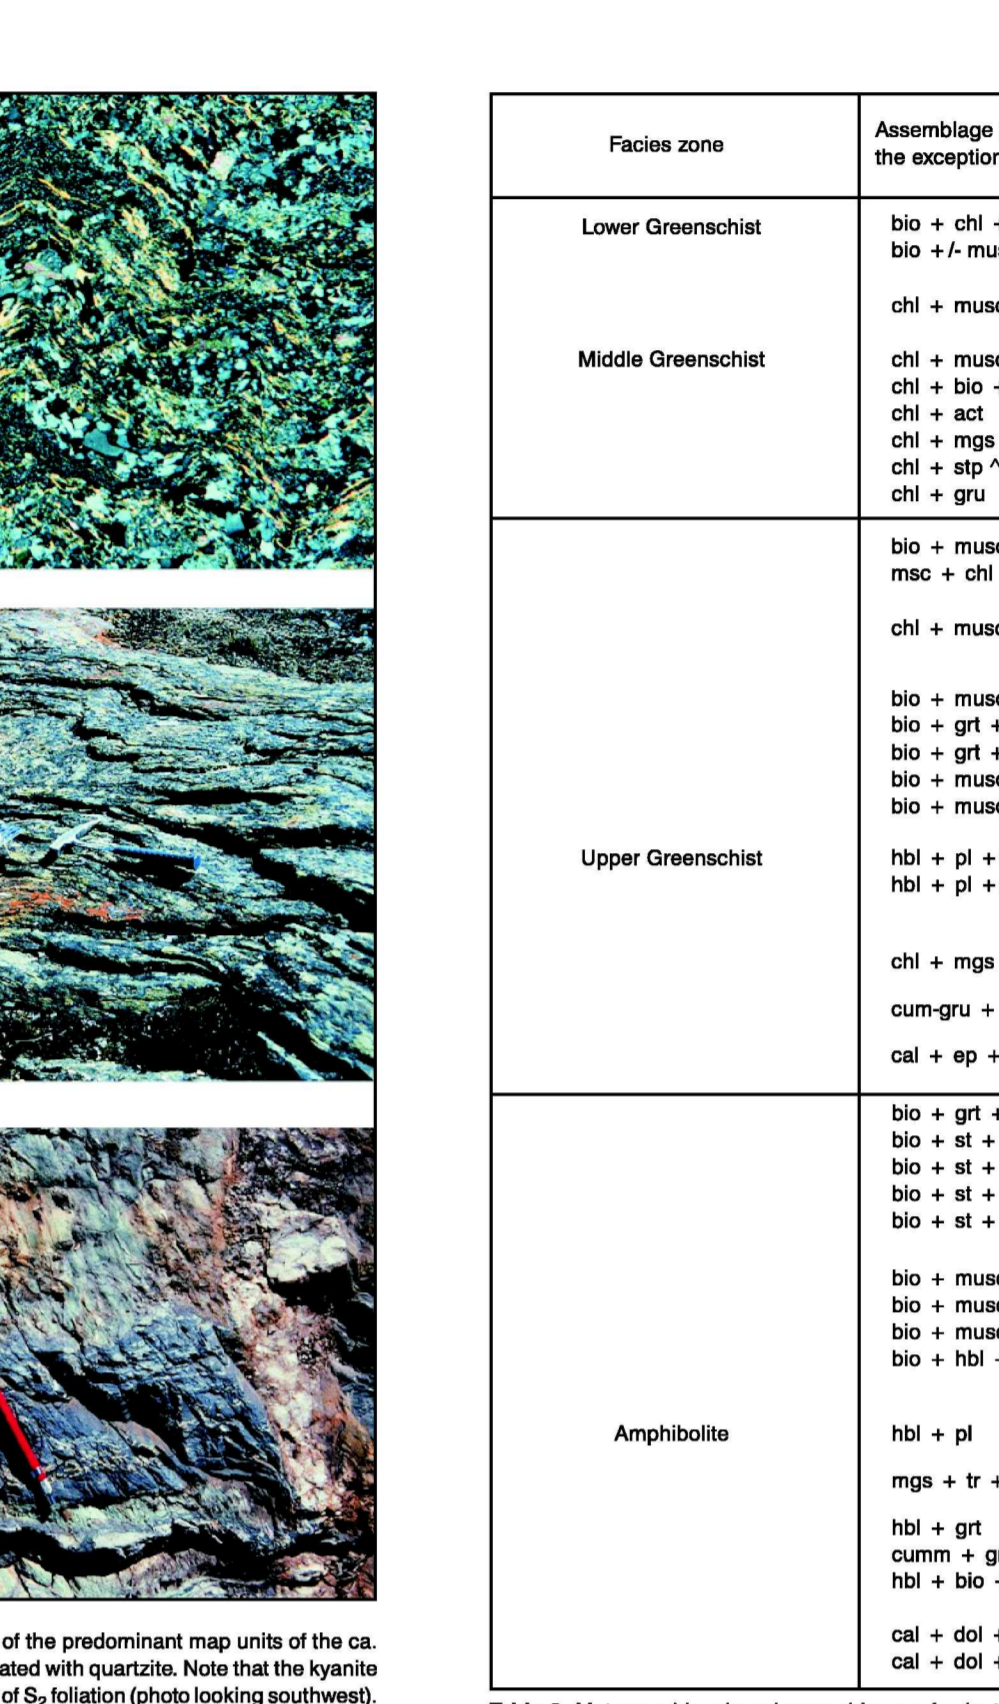 of the predominant map units of the ca.
ated with quartzite. Note that the kyanite
of S₂ foliation (photo looking southwest).
Facies zone
Assemblage
the exception
Lower Greenschist
bio + chl +
bio +/- mus
chl + musc
Middle Greenschist
chl + musc
chl + bio +
chl + act
chl + mgs
chl + stp ^
chl + gru
bio + musc
msc + chl
chl + musc
bio + musc
bio + grt +
bio + grt +
bio + musc
bio + musc
Upper Greenschist
hbl + pl +
hbl + pl +
chl + mgs
cum-gru +
cal + ep +
bio + grt +
bio + st +
bio + st +
bio + st +
bio + st +
bio + musc
bio + musc
bio + musc
bio + hbl -
Amphibolite
hbl + pl
mgs + tr +
hbl + grt
cumm + gr
hbl + bio -
cal + dol +
cal + dol +